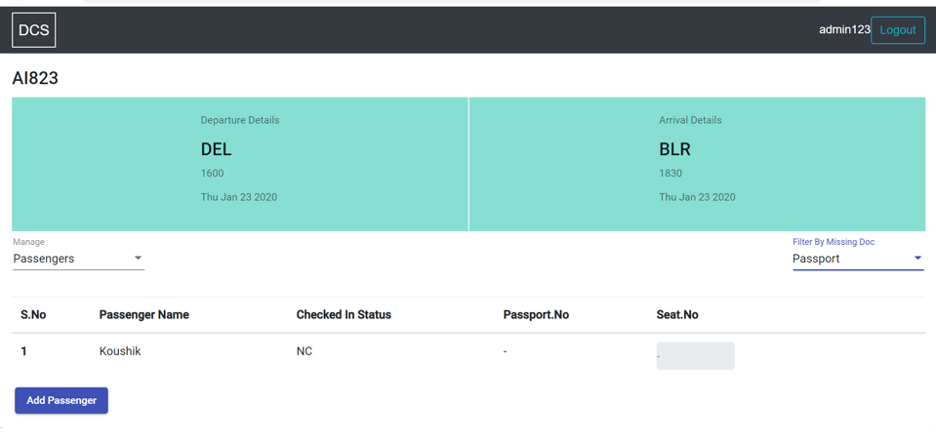 DCS
admin123 Logout
AI823
Departure Details
DEL
1600
Thu Jan 23 2020
Arrival Details
BLR
1830
Thu Jan 23 2020
Manage
Passengers
Filter By Missing Doc
Passport
S.No Passenger Name Checked In Status Passport.No Seat.No
1 Koushik NC - -
Add Passenger